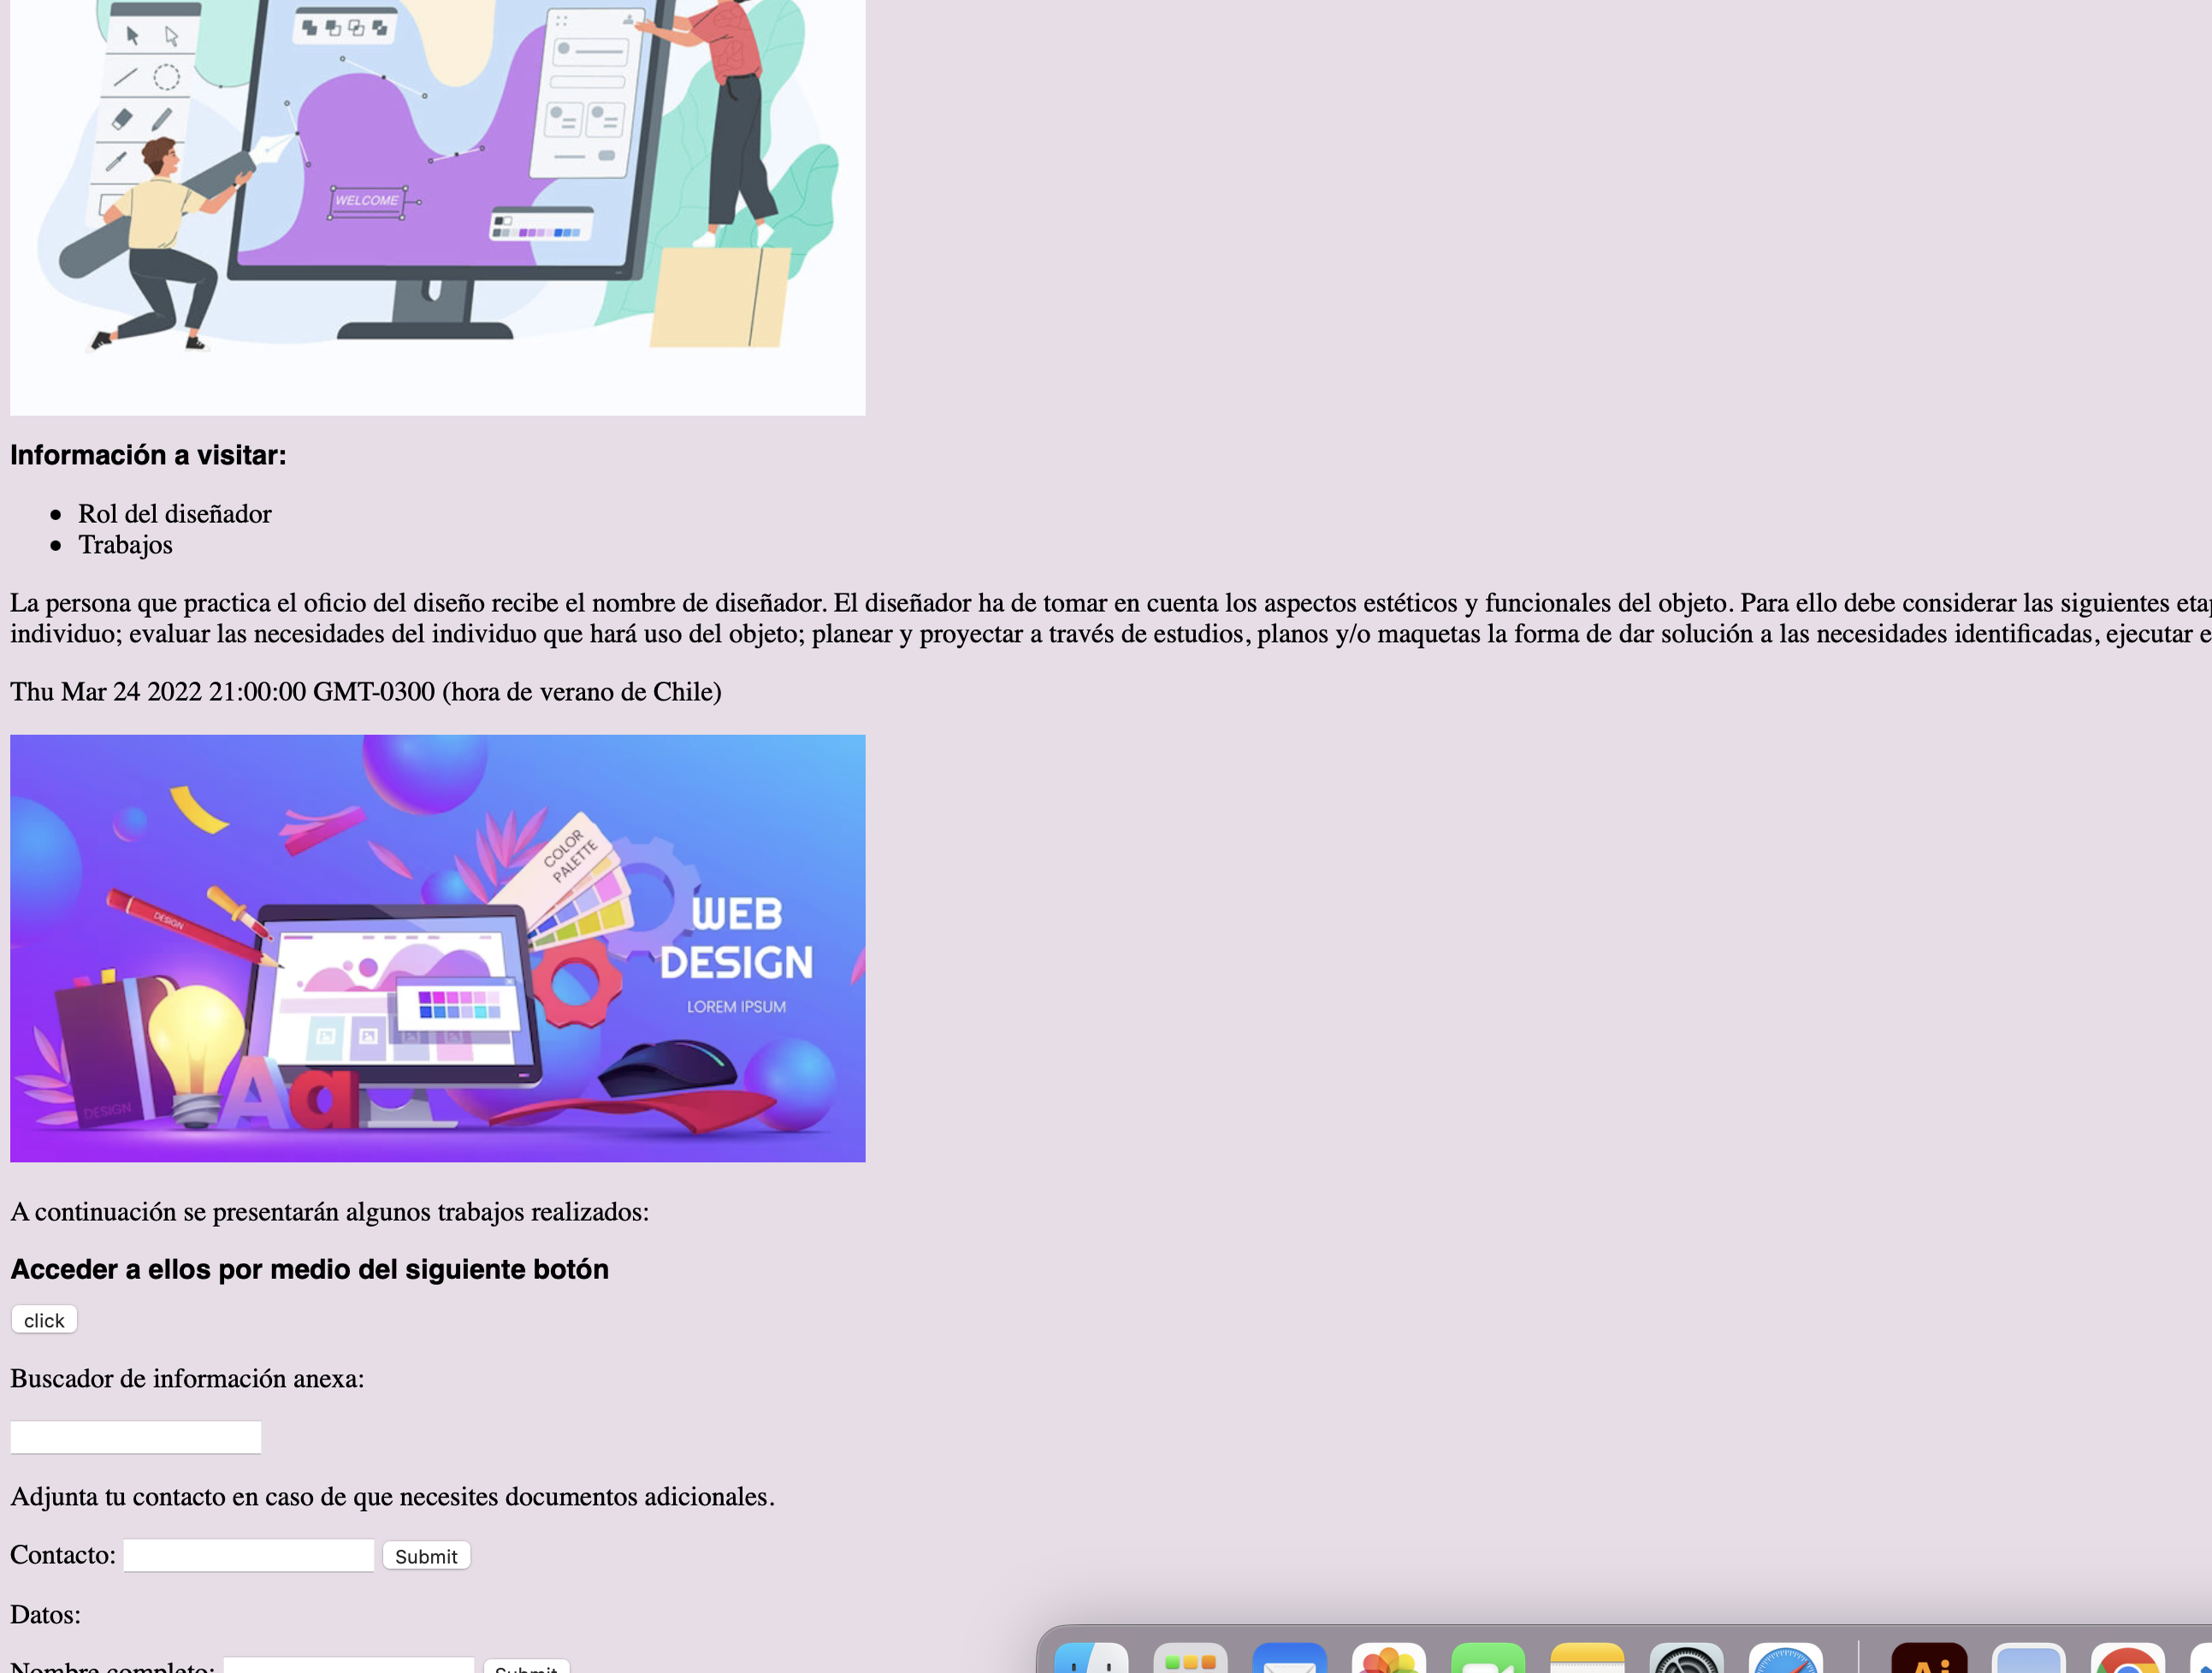 WELCOME
Información a visitar:
Rol del diseñador
Trabajos
La persona que practica el oficio del diseño recibe el nombre de diseñador. El diseñador ha de tomar en cuenta los aspectos estéticos y funcionales del objeto. Para ello debe considerar las siguientes
individuo; evaluar las necesidades del individuo que hará uso del objeto; planear y proyectar a través de estudios, planos y/o maquetas la forma de dar solución a las necesidades identificadas, ejecutar
Thu Mar 24 2022 21:00:00 GMT-0300 (hora de verano de Chile)
COLOR
PALETTE
DESIGN
WEB
DESIGN
LOREM IPSUM
Aa
DESIGN
A continuación se presentarán algunos trabajos realizados:
Acceder a ellos por medio del siguiente botón
click
Buscador de información anexa:
Adjunta tu contacto en caso de que necesites documentos adicionales.
Contacto: Submit
Datos:
Nombre completo: Submit
Ai